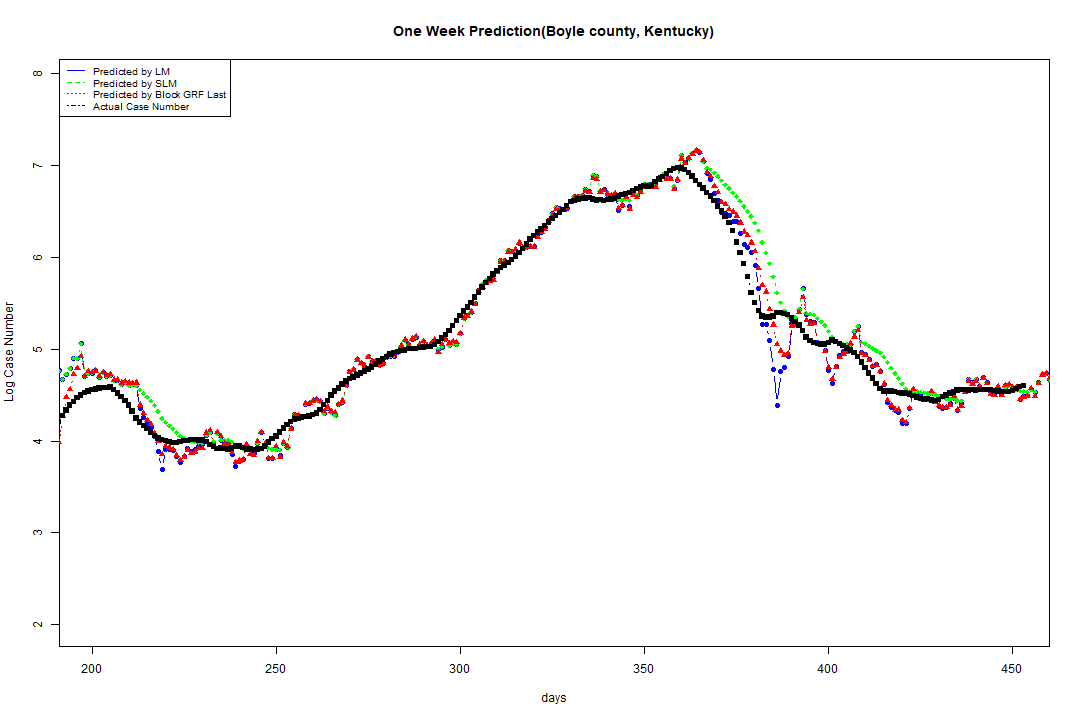 One Week Prediction(Boyle county, Kentucky)
Predicted by LM
Predicted by SLM
Predicted by Block GRF Last
Actual Case Number
Log Case Number
8
7
6
5
4
3
2
200 250 300 350 400 450
days